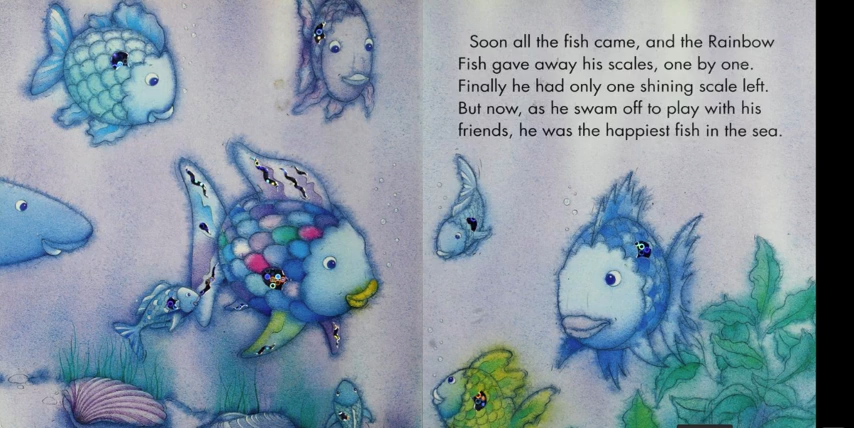 Soon all the fish came, and the Rainbow
Fish gave away his scales, one by one.
Finally he had only one shining scale left.
But now, as he swam off to play with his
friends, he was the happiest fish in the sea.